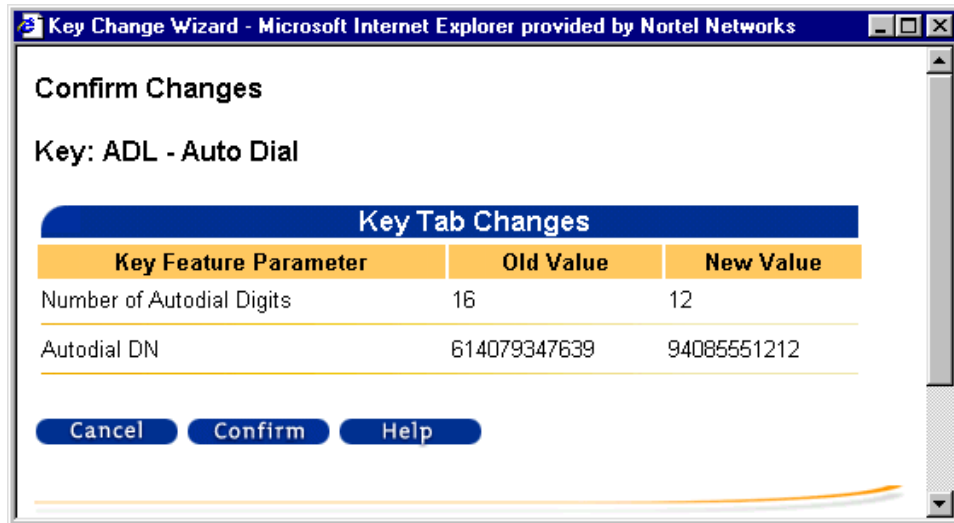 Key Change Wizard - Microsoft Internet Explorer provided by Nortel Networks
Confirm Changes
Key: ADL - Auto Dial
Key Tab Changes
Key Feature Parameter Old Value New Value
Number of Autodial Digits 16 12
Autodial DN 614079347639 94085551212
Cancel Confirm Help